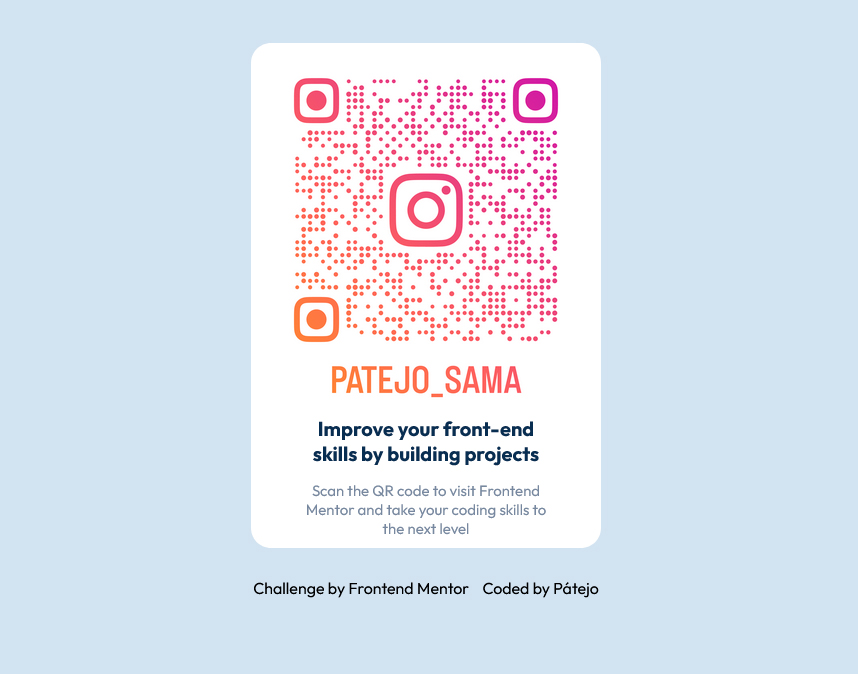 PATEJO_SAMA
Improve your front-end
skills by building projects
Scan the QR code to visit Frontend
Mentor and take your coding skills to
the next level
Challenge by Frontend Mentor Coded by Pátejo